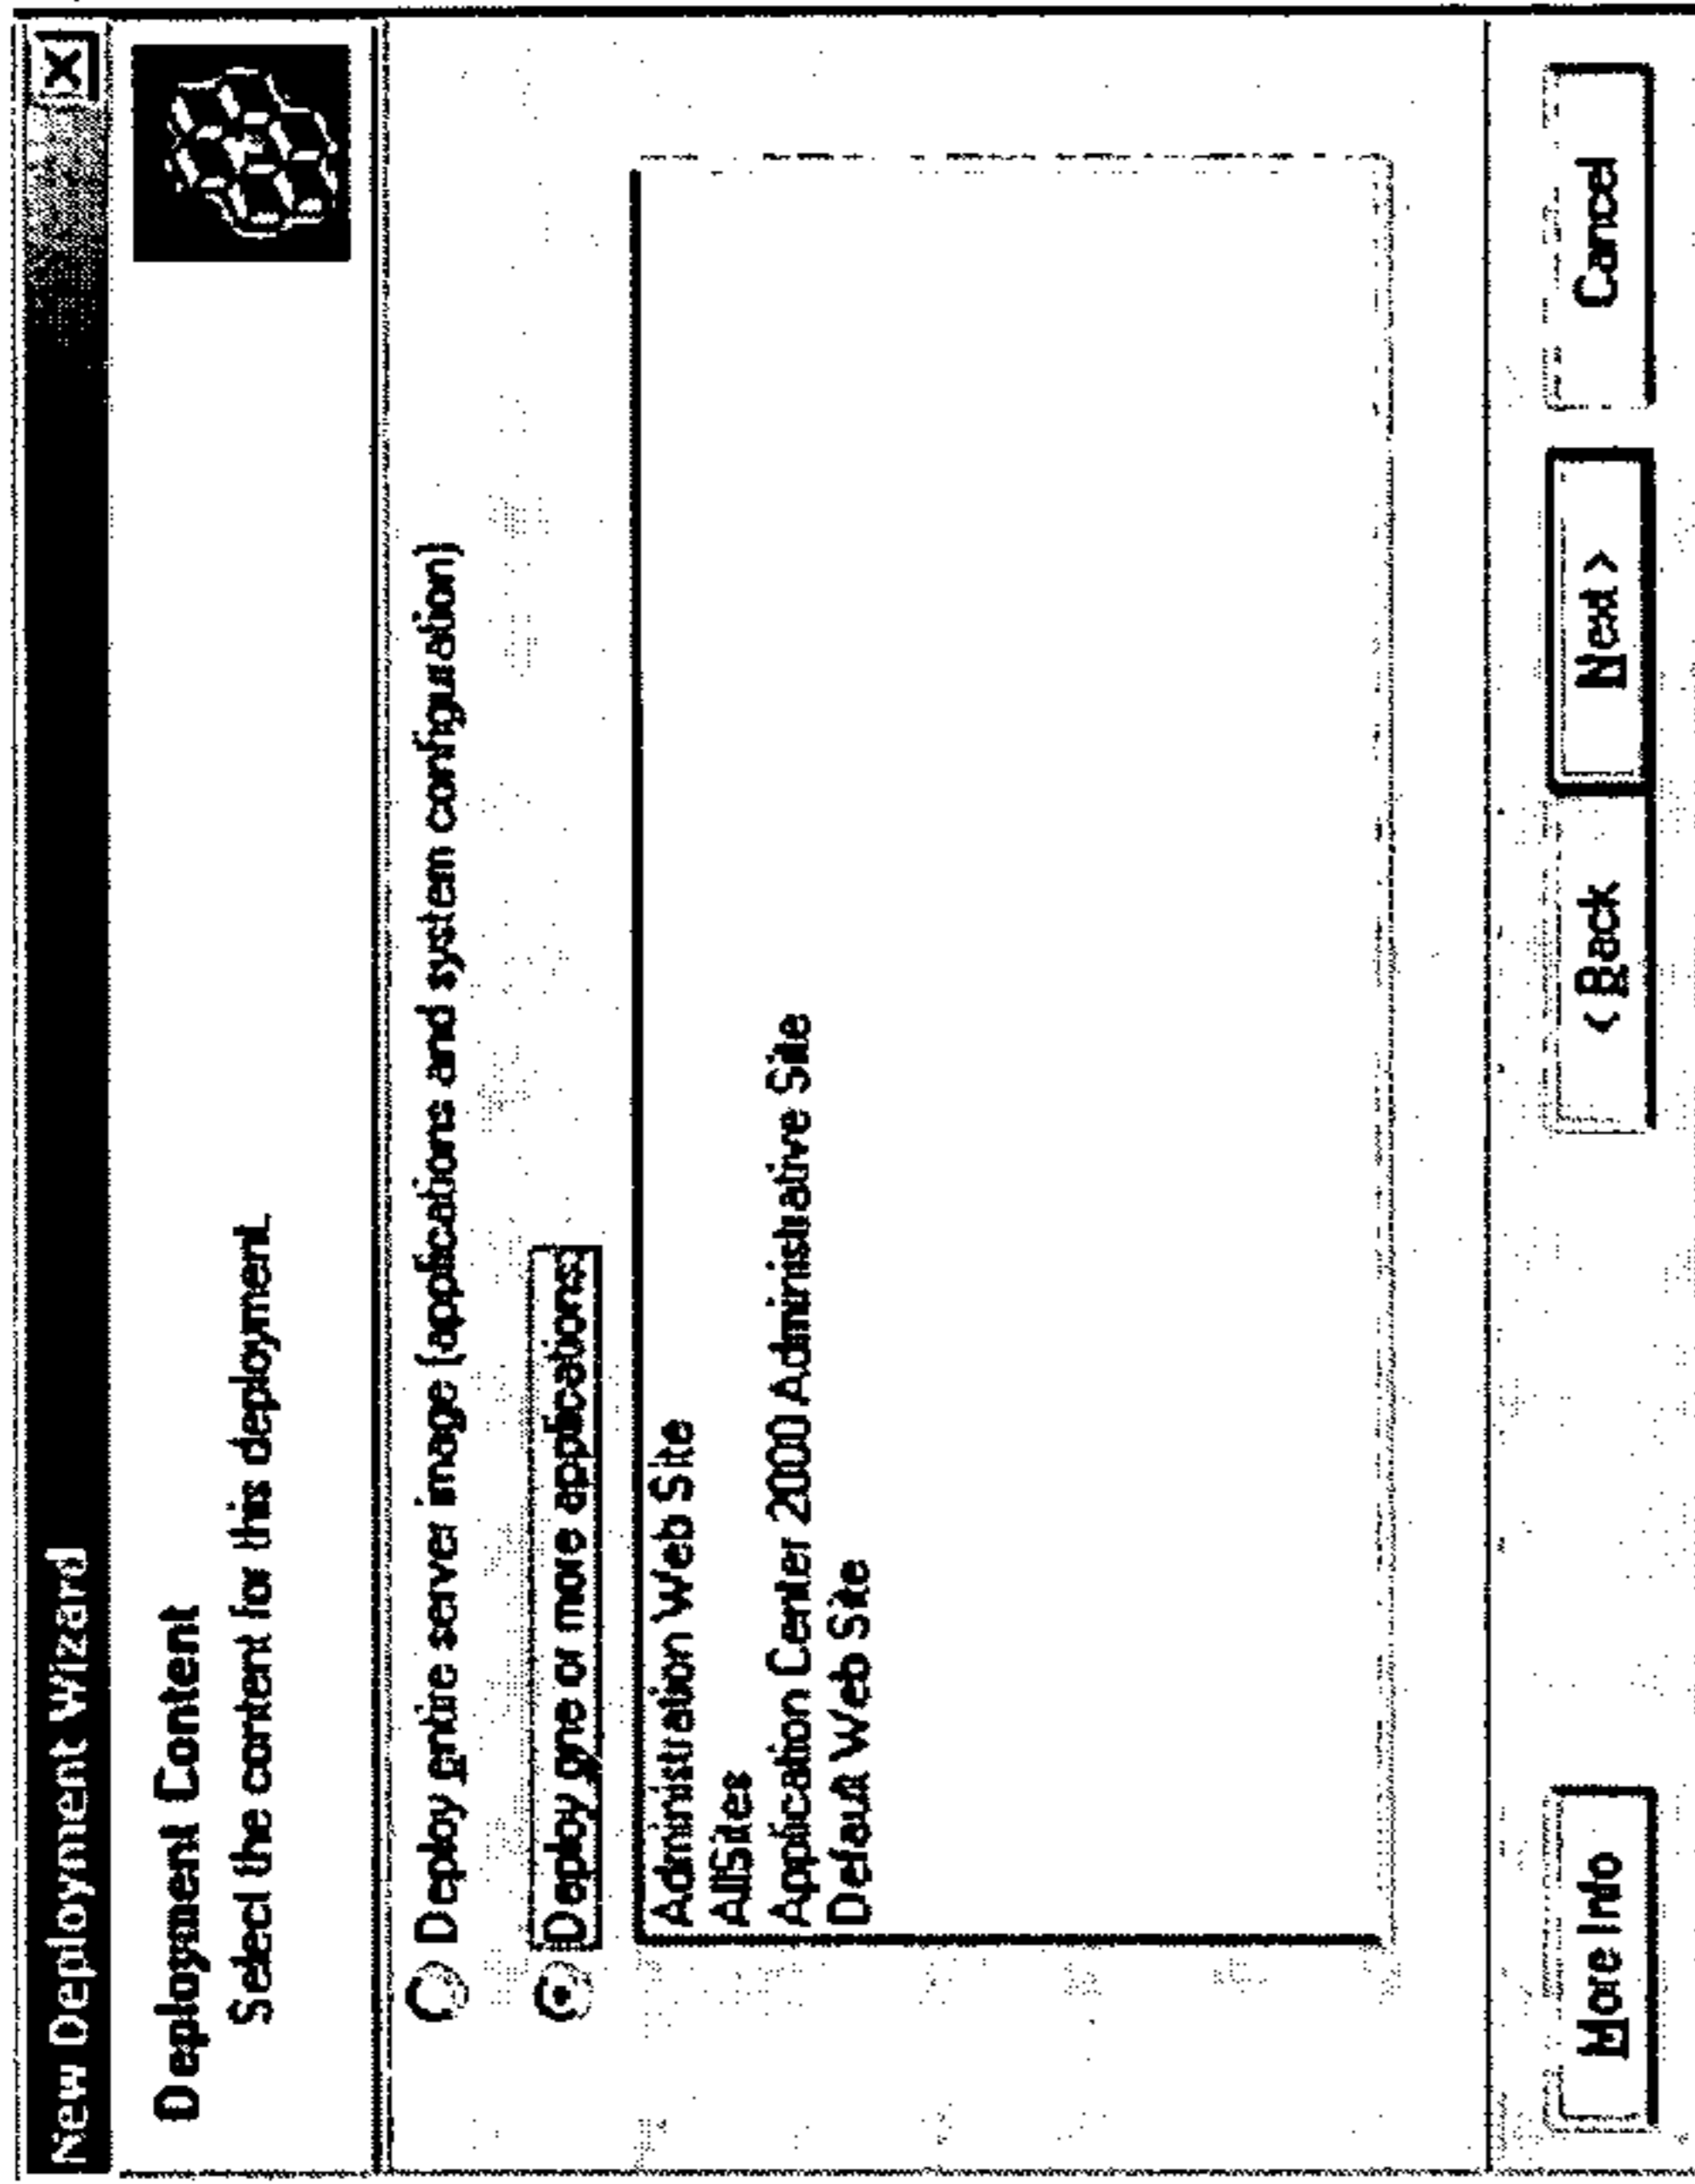 New Deployment Wizard
Deployment Content
Select the content for this deployment.
Deploy entire server image (applications and system configuration)
Deploy one or more applications:
Administration Web Site
AllSites
Application Center 2000 Administrative Site
Default Web Site
More Info
< Back
Next >
Cancel